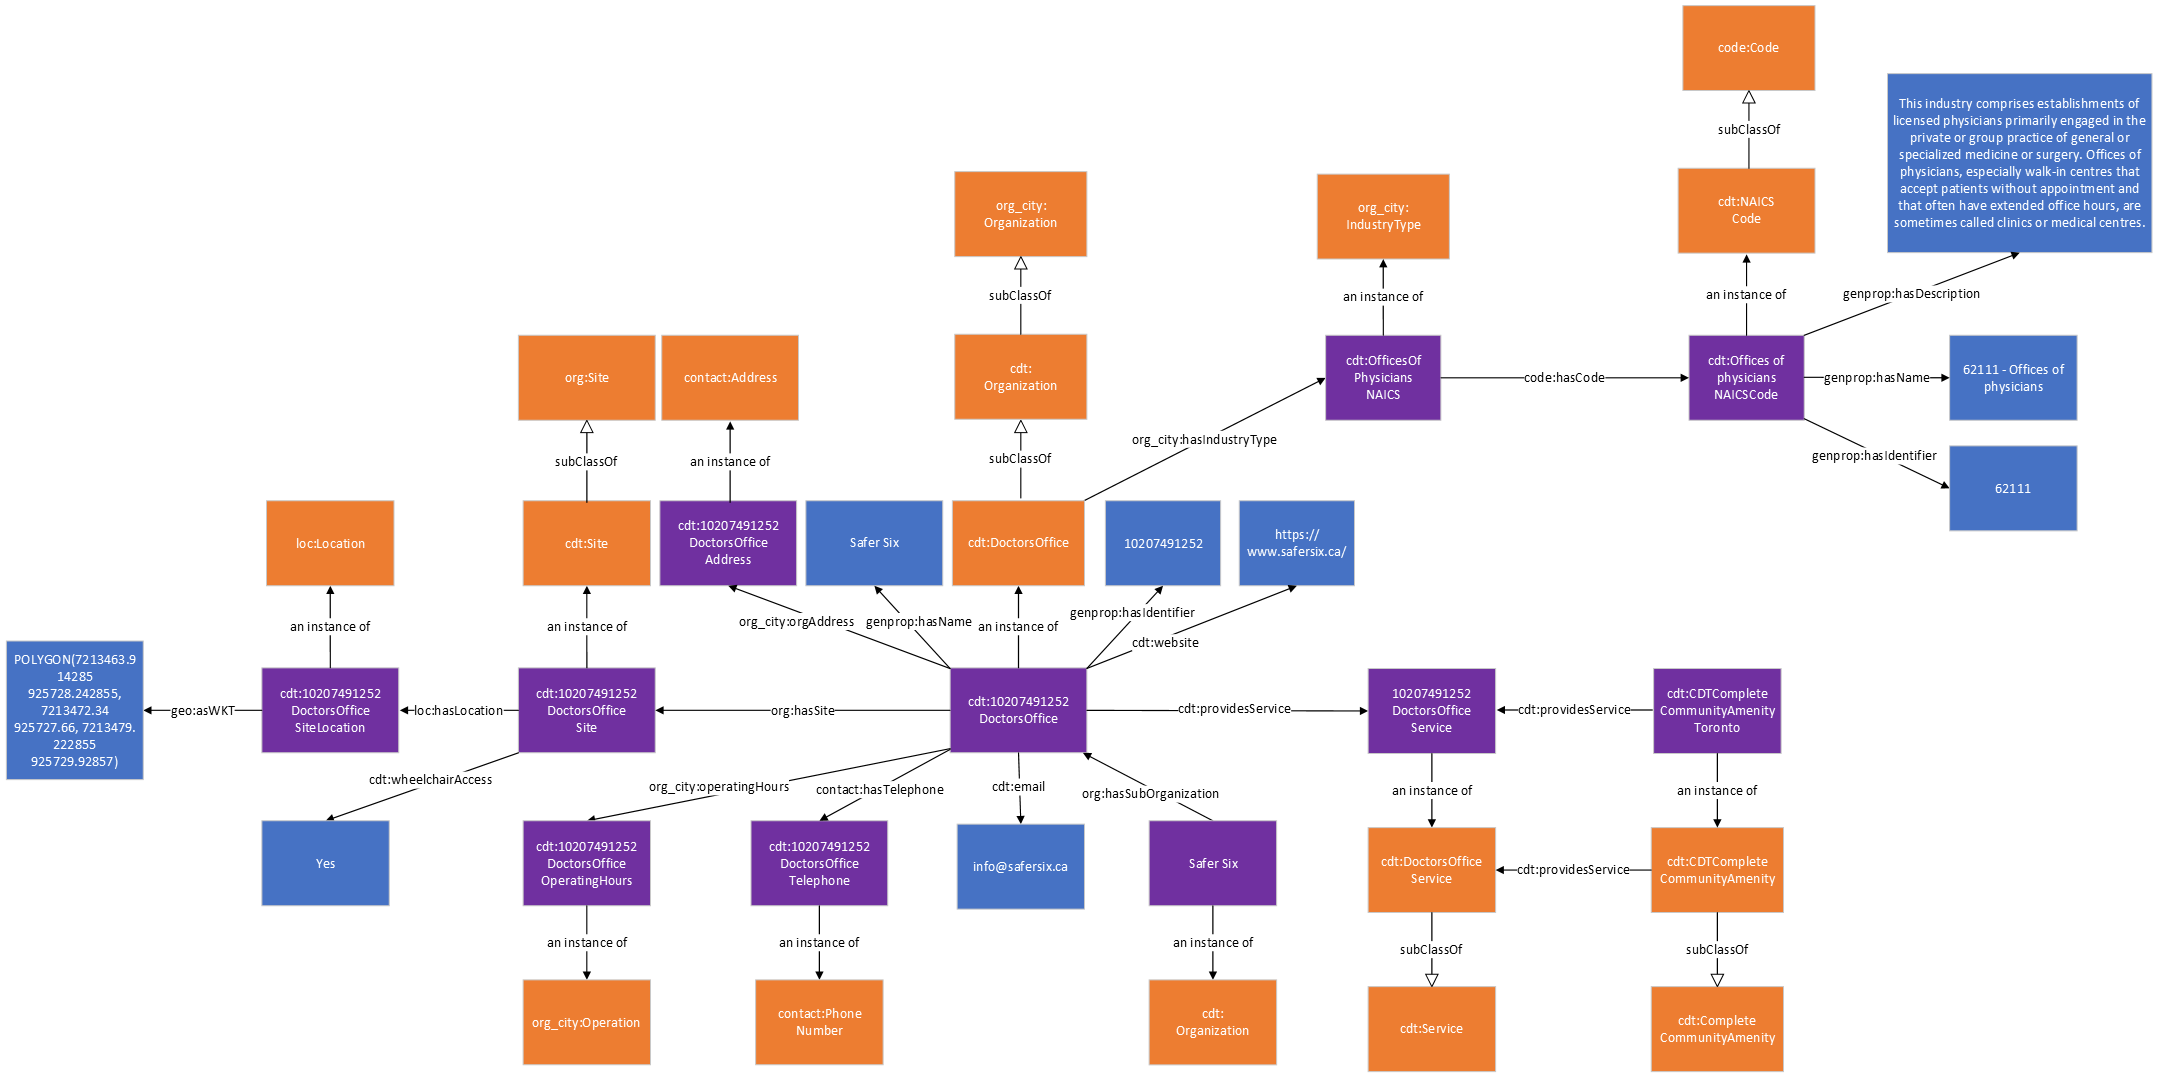 code:Code
This industry comprises establishments of
licensed physicians primarily engaged in the
private or group practice of general or
specialized medicine or surgery. Offices of
physicians, especially walk-in centres that
accept patients without appointment and
that often have extended office hours, are
sometimes called clinics or medical centres.
subClassOf
org_city:
Organization
org_city:
IndustryType
cdt:NAICS
Code
subClassOf
an instance of
an instance of
genprop:hasDescription
org:Site
contact:Address
cdt:
Organization
cdt:OfficesOf
Physicians
NAICS
code:hasCode
cdt:Offices of
physicians
NAICSCode
genprop:hasName
62111 - Offices of
physicians
subClassOf
an instance of
subClassOf
org_city:hasIndustryType
genprop:hasIdentifier
62111
loc:Location
cdt:Site
cdt:10207491252
DoctorsOffice
Address
Safer Six
cdt:DoctorsOffice
10207491252
https://
www.safersix.ca/
an instance of
an instance of
org_city:orgAddress
genprop:hasName
an instance of
genprop:hasIdentifier
cdt:website
POLYGON(7213463.9
14285
925728.242855,
7213472.34
925727.66, 7213479.
222855
925729.92857)
geo:asWKT
cdt:10207491252
DoctorsOffice
SiteLocation
loc:hasLocation
cdt:10207491252
DoctorsOffice
Site
org:hasSite
cdt:10207491252
DoctorsOffice
cdt:providesService
10207491252
DoctorsOffice
Service
cdt:providesService
cdt:CDTComplete
CommunityAmenity
Toronto
cdt:wheelchairAccess
org_city:operatingHours
contact:hasTelephone
cdt:email
org:hasSubOrganization
an instance of
an instance of
Yes
cdt:10207491252
DoctorsOffice
OperatingHours
cdt:10207491252
DoctorsOffice
Telephone
info@safersix.ca
Safer Six
cdt:DoctorsOffice
Service
cdt:providesService
cdt:CDTComplete
CommunityAmenity
an instance of
an instance of
an instance of
subClassOf
subClassOf
org_city:Operation
contact:Phone
Number
cdt:
Organization
cdt:Service
cdt:Complete
CommunityAmenity